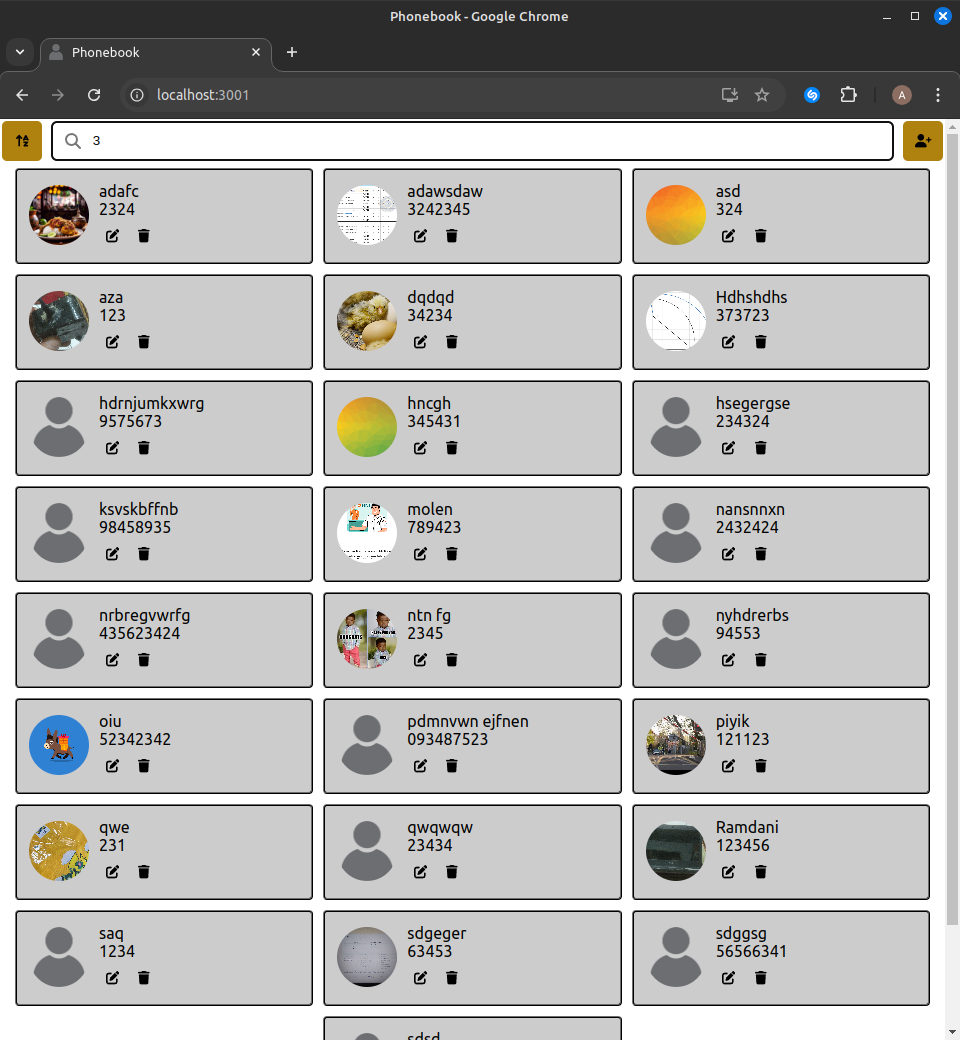 Phonebook - Google Chrome
Phonebook
localhost:3001
A
3
adafc
2324
adawsdaw
3242345
asd
324
aza
123
dqdqd
34234
Hdhshdhs
373723
hdrnjumkxwrg
9575673
hncgh
345431
hsegergse
234324
ksvskbffnb
98458935
molen
789423
nansnnxn
2432424
nrbregvwrfg
435623424
ntn fg
2345
nyhdrerbs
94553
oiu
52342342
pdmnvwn ejfnen
093487523
piyik
121123
qwe
231
qwqwqw
23434
Ramdani
123456
saq
1234
sdgeger
63453
sdggsg
56566341
sdsd